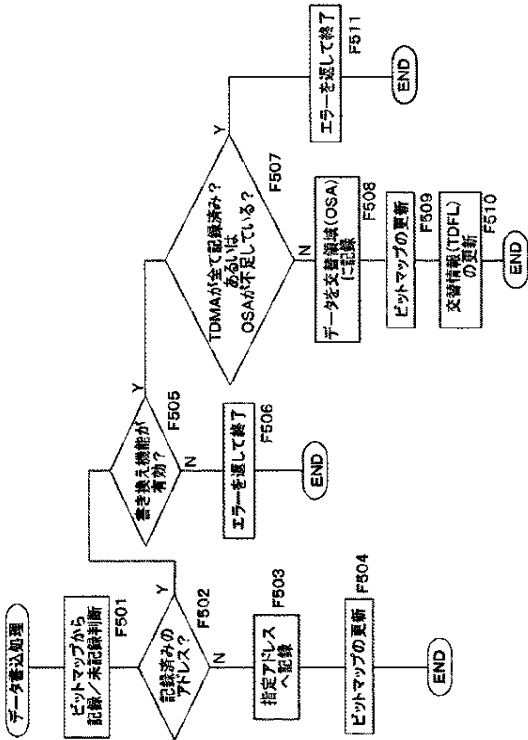 データ書込処理
ビットマップから
記録／未記録判断
F501
記録済みの
アドレス？
F502
Y
N
指定アドレス
へ記録
F503
ビットマップの更新
F504
END
書き換え機能が
有効？
F505
Y
N
エラーを返して終了
F506
END
TDMAが全て記録済み？
あるいは
OSAが不足している？
F507
Y
N
データを交替領域(OSA)
に記録
F508
ビットマップの更新
F509
交替情報(TDFL)
の更新
F510
END
エラーを返して終了
F511
END